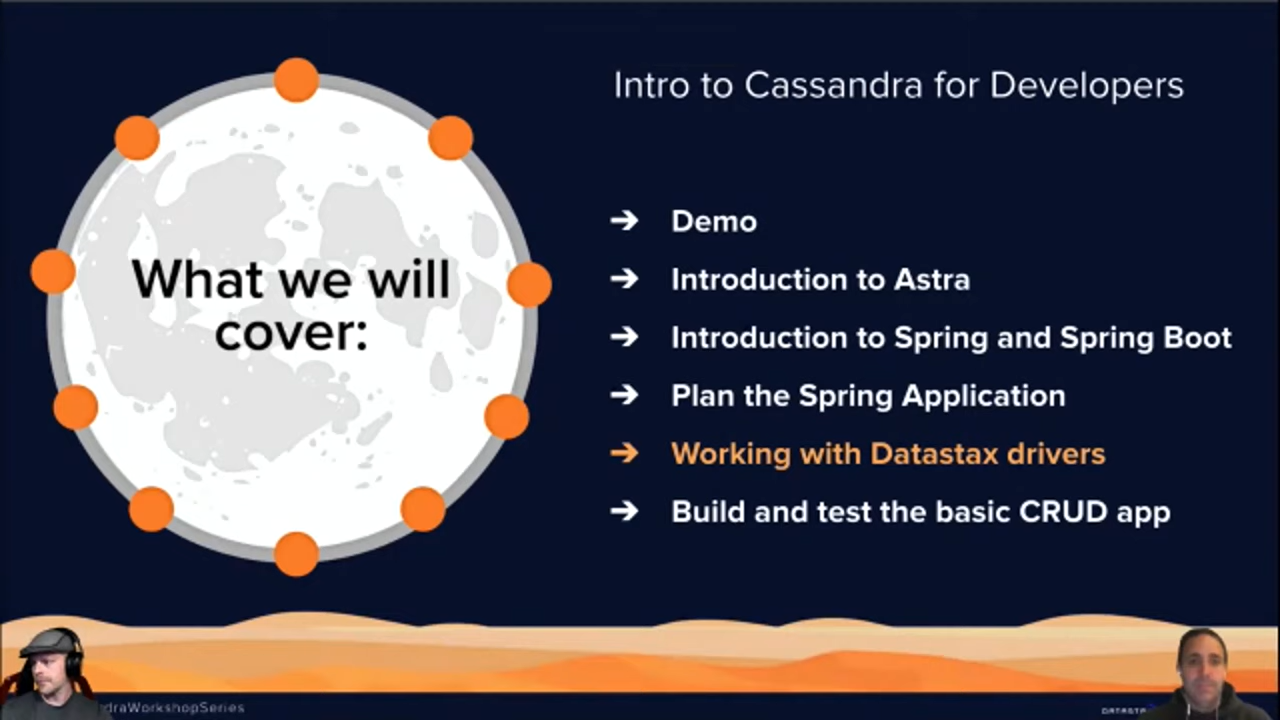 Intro to Cassandra for Developers
What we will
cover:
➔ Demo
➔ Introduction to Astra
➔ Introduction to Spring and Spring Boot
➔ Plan the Spring Application
➔ Working with Datastax drivers
➔ Build and test the basic CRUD app
draWorkshopSeries